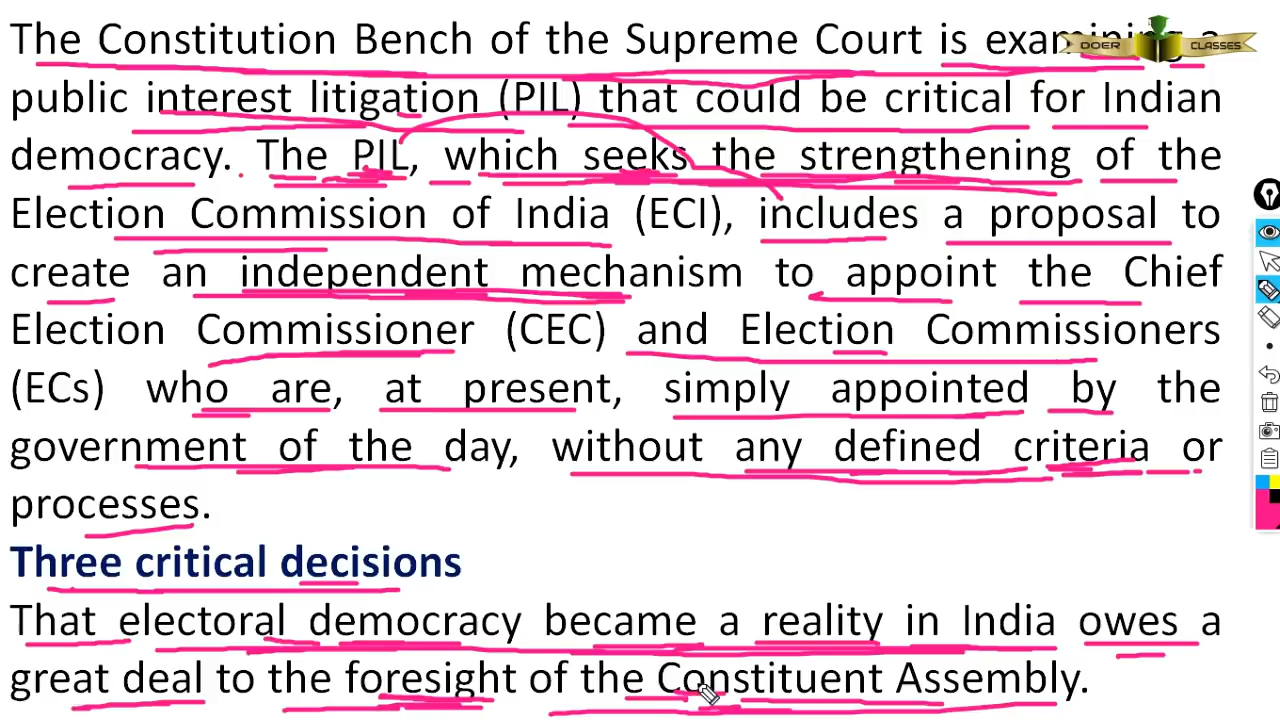 The Constitution Bench of the Supreme Court is examining a
DOER CLASSES
public interest litigation (PIL) that could be critical for Indian
democracy. The PIL, which seeks the strengthening of the
Election Commission of India (ECI), includes a proposal to
create an independent mechanism to appoint the Chief
Election Commissioner (CEC) and Election Commissioners
(ECs) who are, at present, simply appointed by the
government of the day, without any defined criteria or
processes.
Three critical decisions
That electoral democracy became a reality in India owes a
great deal to the foresight of the Constituent Assembly.